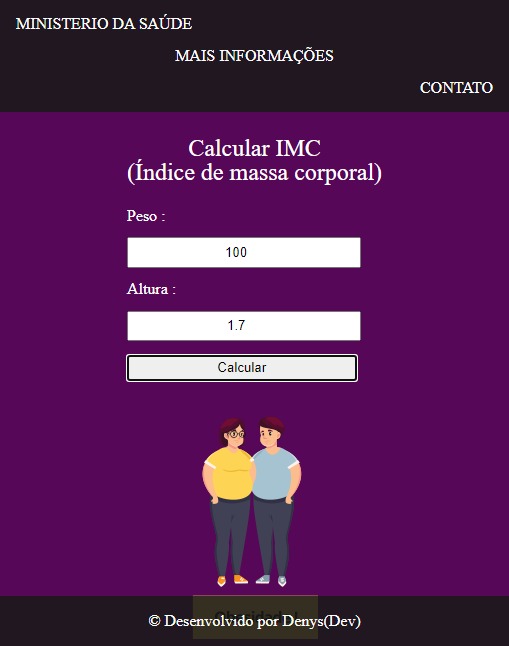 MINISTERIO DA SAÚDE
MAIS INFORMAÇÕES
CONTATO
Calcular IMC
(Índice de massa corporal)
Peso :
100
Altura :
1.7
Calcular
© Desenvolvido por Denys(Dev)